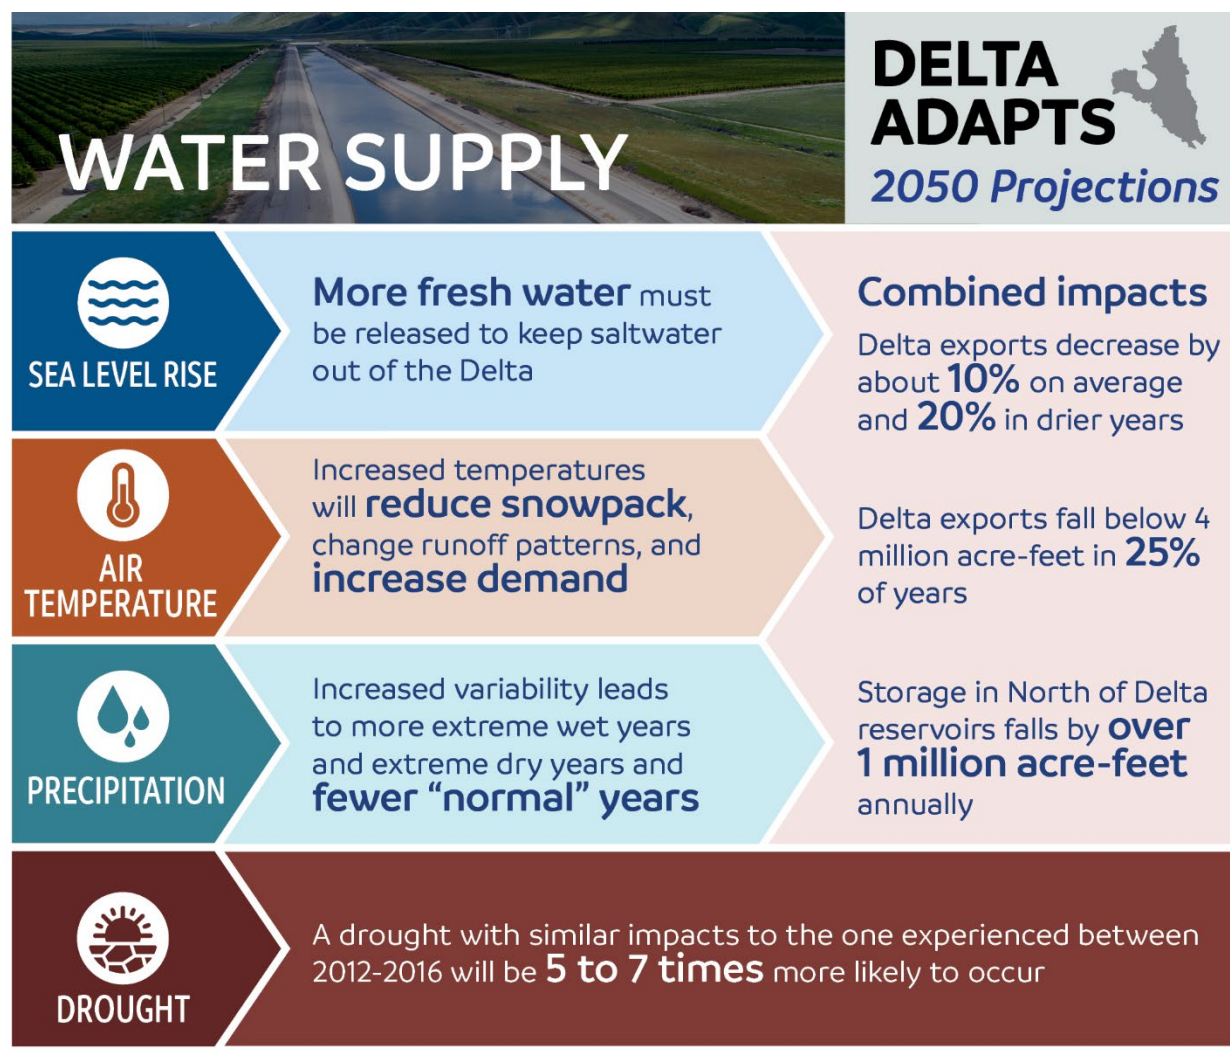 WATER SUPPLY
DELTA
ADAPTS
2050 Projections
SEA LEVEL RISE
More fresh water must
be released to keep saltwater
out of the Delta
AIR
TEMPERATURE
Increased temperatures
will reduce snowpack,
change runoff patterns, and
increase demand
PRECIPITATION
Increased variability leads
to more extreme wet years
and extreme dry years and
fewer “normal” years
Combined impacts
Delta exports decrease by
about 10% on average
and 20% in drier years
Delta exports fall below 4
million acre-feet in 25%
of years
Storage in North of Delta
reservoirs falls by over
1 million acre-feet
annually
DROUGHT
A drought with similar impacts to the one experienced between
2012-2016 will be 5 to 7 times more likely to occur